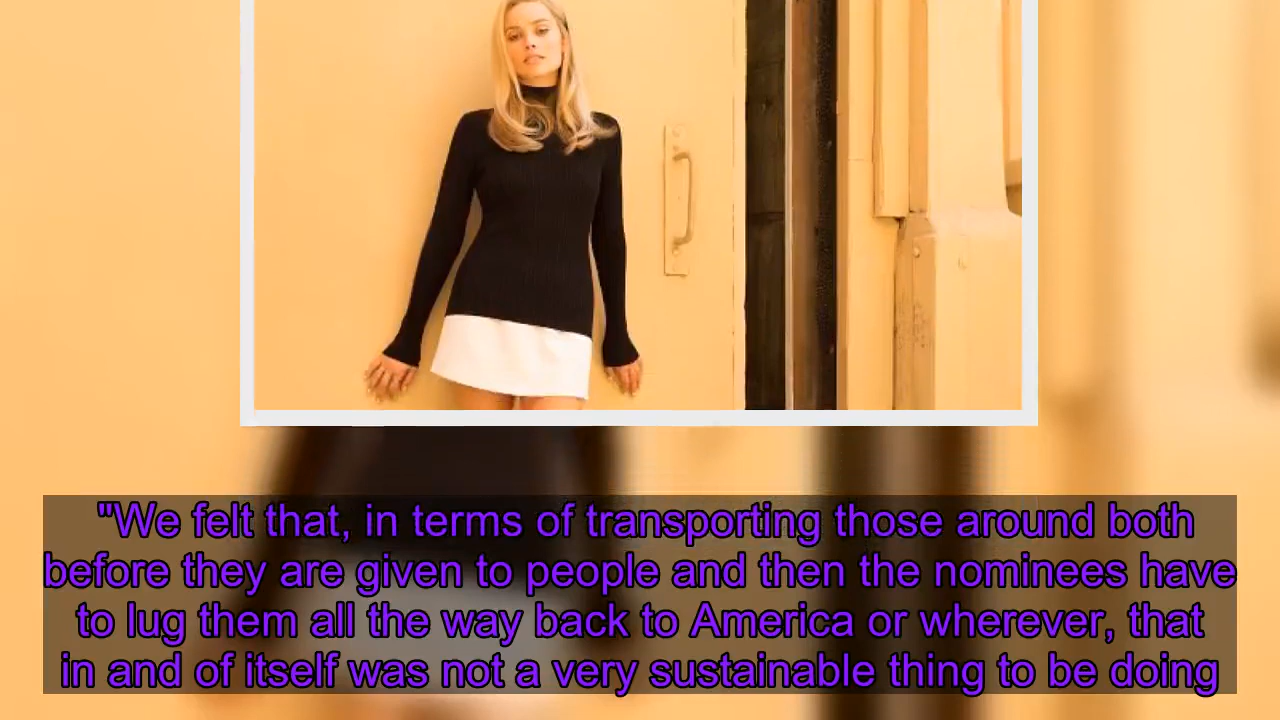 "We felt that, in terms of transporting those around both
before they are given to people and then the nominees have
to lug them all the way back to America or wherever, that
in and of itself was not a very sustainable thing to be doing